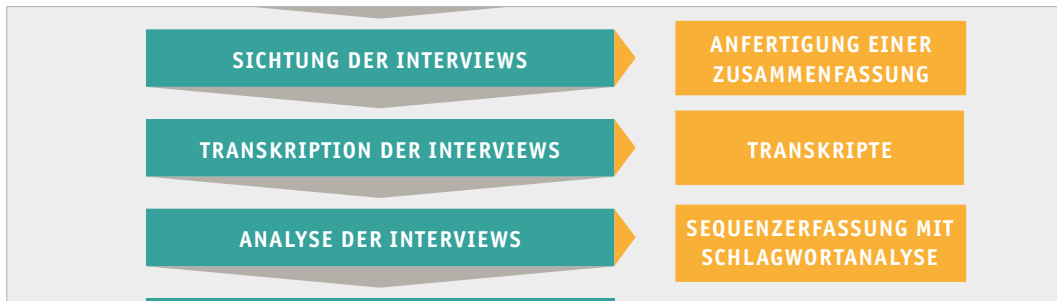 SICHTUNG DER INTERVIEWS
ANFERTIGUNG EINER
ZUSAMMENFASSUNG
TRANSKRIPTION DER INTERVIEWS
TRANSKRIPTE
ANALYSE DER INTERVIEWS
SEQUENZERFASSUNG MIT
SCHLAGWORTANALYSE